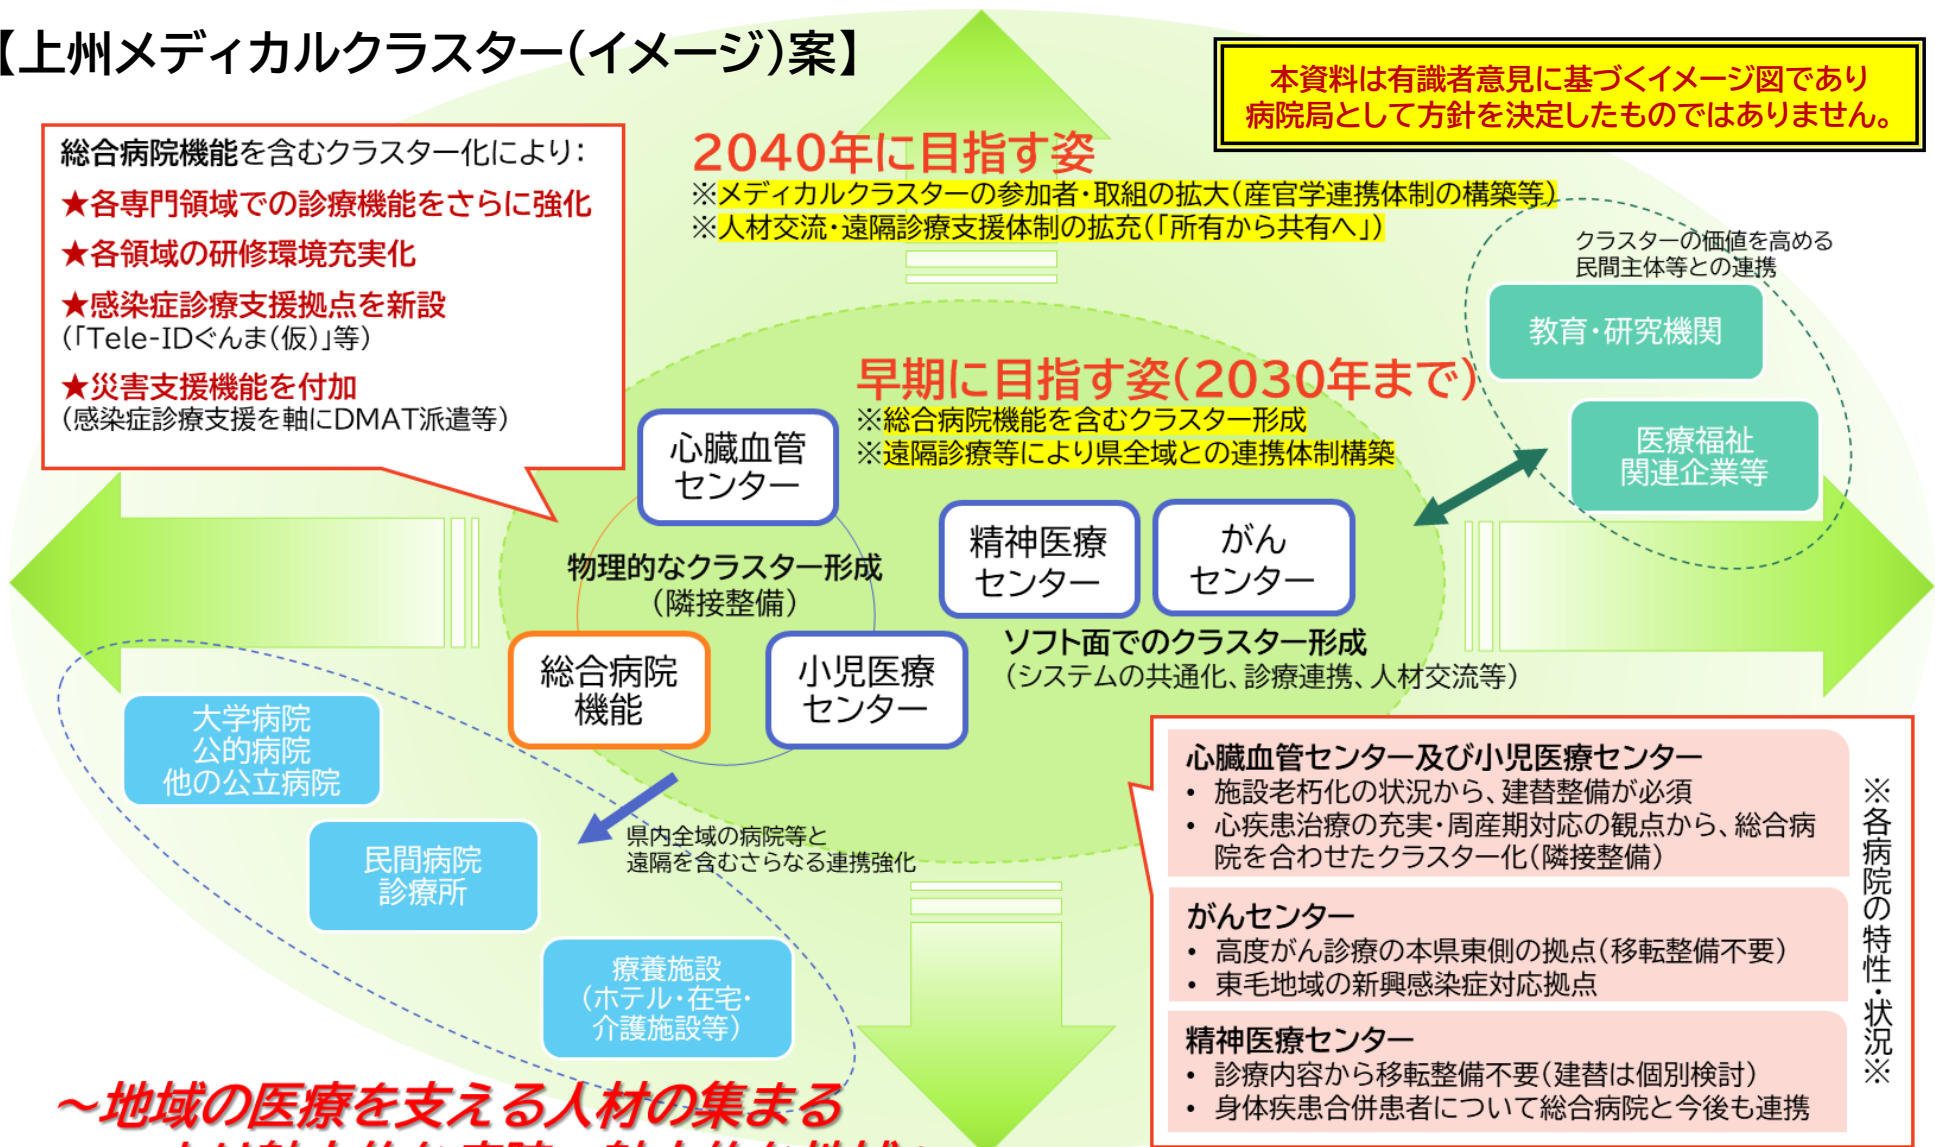 【上州メディカルクラスター(イメージ)案】
本資料は有識者意見に基づくイメージ図であり
病院局として方針を決定したものではありません。
総合病院機能を含むクラスター化により：
★各専門領域での診療機能をさらに強化
★各領域の研修環境充実化
★感染症診療支援拠点を新設
(「Tele-IDぐんま(仮)」等)
★災害支援機能を付加
(感染症診療支援を軸にDMAT派遣等)
2040年に目指す姿
※メディカルクラスターの参加者・取組の拡大(産官学連携体制の構築等)
※人材交流・遠隔診療支援体制の拡充(「所有から共有へ」)
クラスターの価値を高める
民間主体等との連携
教育・研究機関
医療福祉
関連企業等
早期に目指す姿(2030年まで)
※総合病院機能を含むクラスター形成
※遠隔診療等により県全域との連携体制構築
心臓血管
センター
精神医療
センター
がん
センター
物理的なクラスター形成
(隣接整備)
総合病院
機能
小児医療
センター
ソフト面でのクラスター形成
(システムの共通化、診療連携、人材交流等)
大学病院
公的病院
他の公立病院
民間病院
診療所
療養施設
(ホテル・在宅・
介護施設等)
県内全域の病院等と
遠隔を含むさらなる連携強化
心臓血管センター及び小児医療センター
• 施設老朽化の状況から、建替整備が必須
• 心疾患治療の充実・周産期対応の観点から、総合病
院を合わせたクラスター化(隣接整備)
がんセンター
• 高度がん診療の本県東側の拠点(移転整備不要)
• 東毛地域の新興感染症対応拠点
精神医療センター
• 診療内容から移転整備不要(建替は個別検討)
• 身体疾患合併患者について総合病院と今後も連携
※各病院の特性・状況※
～地域の医療を支える人材の集まる